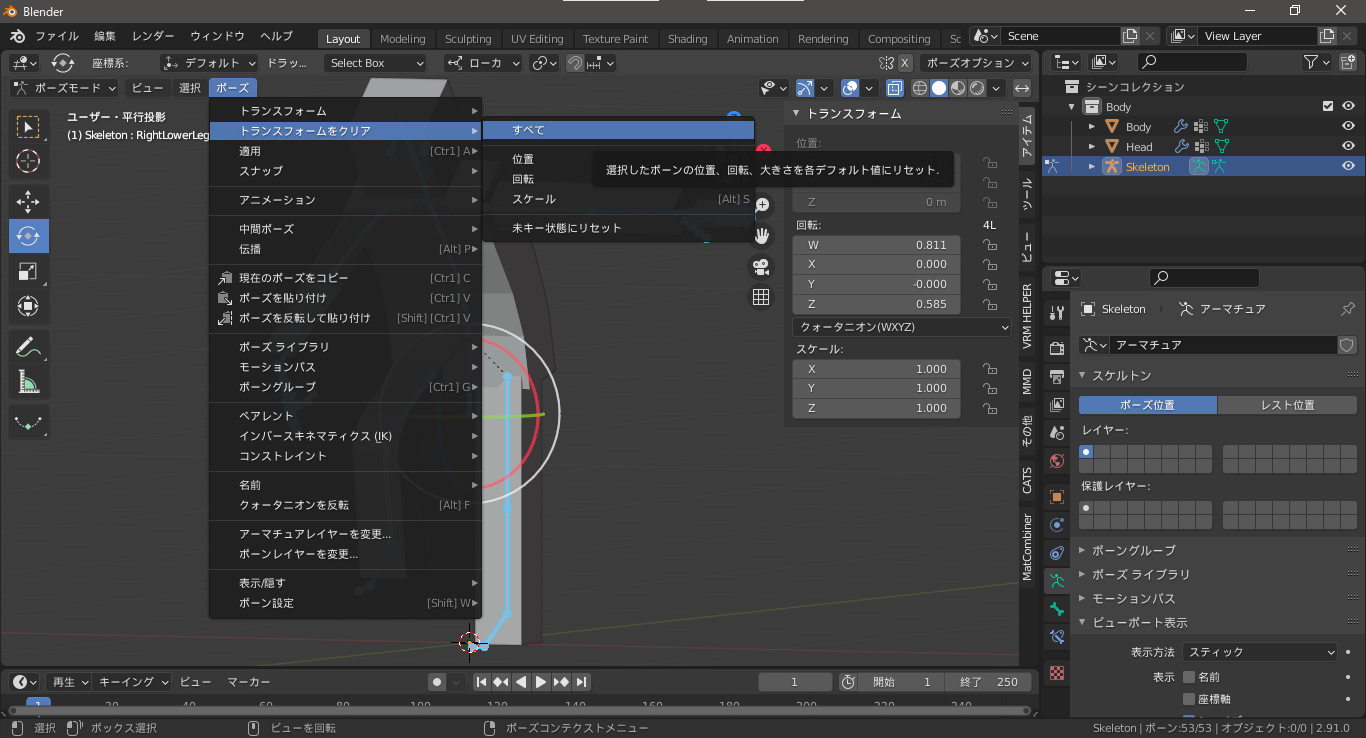 Blender
ファイル 編集 レンダー ウィンドウ ヘルプ Layout Modeling Sculpting UV Editing Texture Paint Shading Animation Rendering Compositing Sc Scene View Layer
座標系: デフォルト ドラッ... Select Box ローカ X ポーズオプション
ポーズモード ビュー 選択 ポーズ
ユーザー・平行投影
(1) Skeleton : RightLowerLeg
トランスフォーム
トランスフォームをクリア
適用 [Ctrl] A
スナップ
アニメーション
中間ポーズ
伝播 [Alt] P
現在のポーズをコピー [Ctrl] C
ポーズを貼り付け [Ctrl] V
ポーズを反転して貼り付け [Shift] [Ctrl] V
ポーズ ライブラリ
モーションパス
ボーングループ [Ctrl] G
ペアレント
インバースキネマティクス (IK)
コンストレイント
名前
クォータニオンを反転 [Alt] F
アーマチュアレイヤーを変更...
ボーンレイヤーを変更...
表示/隠す
ボーン設定 [Shift] W
すべて
位置
回転
スケール [Alt] S
未キー状態にリセット
選択したボーンの位置、回転、大きさを各デフォルト値にリセット.
トランスフォーム
位置:
Z 0 m
回転: 4L
W 0.811
X 0.000
Y -0.000
Z 0.585
クォータニオン(WXYZ)
スケール:
X 1.000
Y 1.000
Z 1.000
アイテム
ツール
ビュー
VRM HELPER
MMD
その他
CATS
MatCombiner
シーンコレクション
Body
Body
Head
Skeleton
Skeleton アーマチュア
アーマチュア
スケルトン
ポーズ位置 レスト位置
レイヤー:
保護レイヤー:
ボーングループ
ポーズ ライブラリ
モーションパス
ビューポート表示
表示方法 スティック
表示 名前
座標軸
再生 キーイング ビュー マーカー 1 開始 1 終了 250
1 20 40 60 80 100 120 140 160 180 200 220 240
選択 ボックス選択 ビューを回転 ポーズコンテクストメニュー Skeleton | ボーン:53/53 | オブジェクト:0/0 | 2.91.0